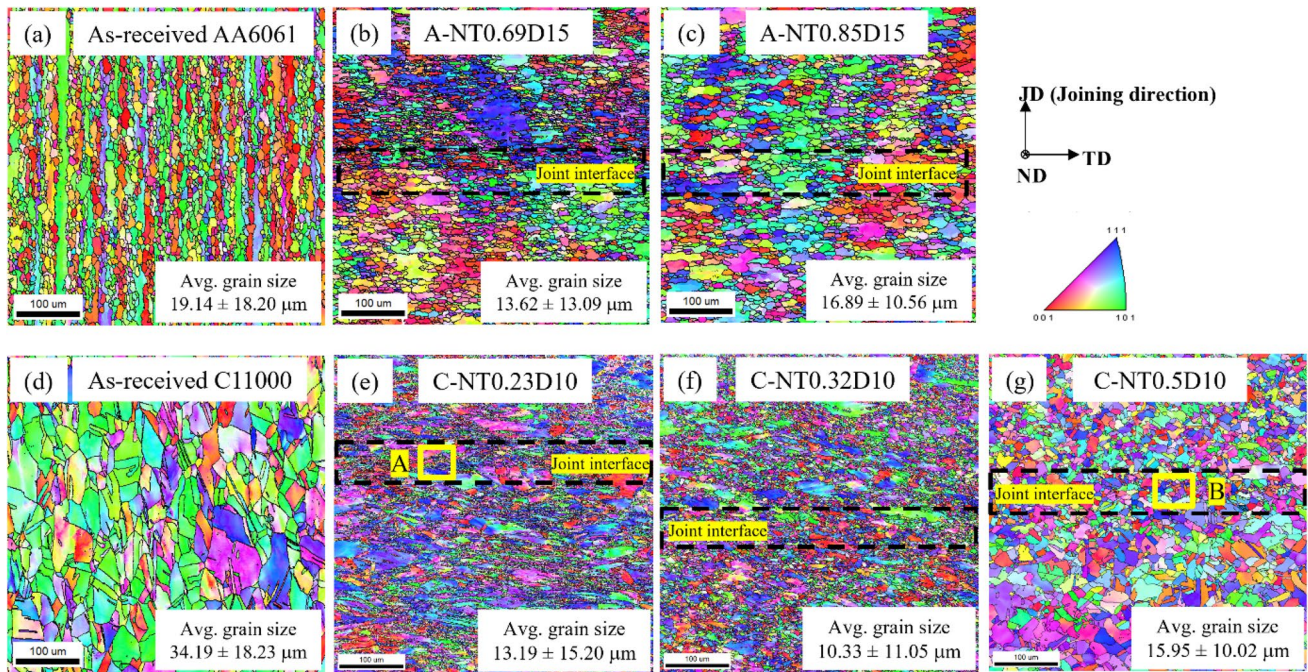 (a) As-received AA6061
Avg. grain size
19.14 ± 18.20 μm
100 um
(b) A-NT0.69D15
Joint interface
Avg. grain size
13.62 ± 13.09 μm
100 um
(c) A-NT0.85D15
Joint interface
Avg. grain size
16.89 ± 10.56 μm
100 um
JD (Joining direction)
TD
ND
111
001
101
(d) As-received C11000
Avg. grain size
34.19 ± 18.23 μm
100 um
(e) C-NT0.23D10
A
Joint interface
Avg. grain size
13.19 ± 15.20 μm
100 um
(f) C-NT0.32D10
Joint interface
Avg. grain size
10.33 ± 11.05 μm
100 um
(g) C-NT0.5D10
Joint interface
B
Avg. grain size
15.95 ± 10.02 μm
100 um